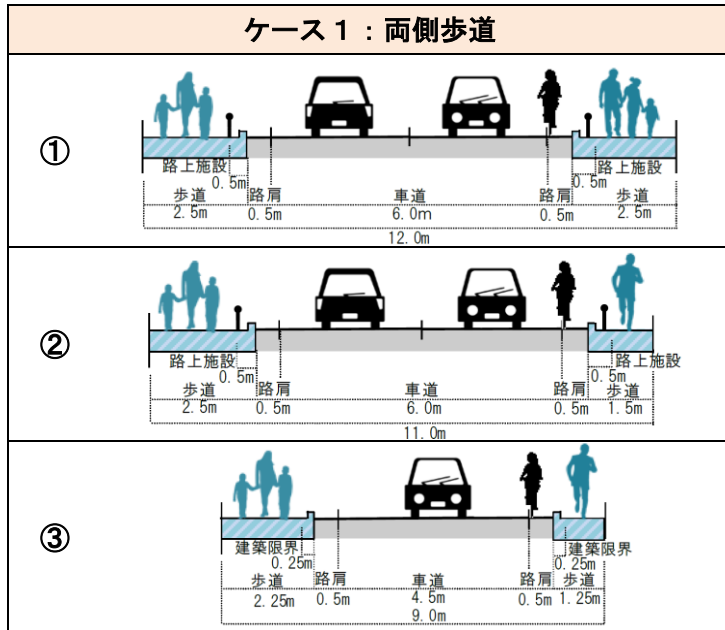 ケース１：両側歩道
①
路上施設 路上施設
0.5m 0.5m
歩道 路肩 車道 路肩 歩道
2.5m 0.5m 6.0m 0.5m 2.5m
12.0m
②
路上施設 路上施設
0.5m 0.5m
歩道 路肩 車道 路肩 歩道
2.5m 0.5m 6.0m 0.5m 1.5m
11.0m
③
建築限界 建築限界
0.25m 0.25m
歩道 路肩 車道 路肩 歩道
2.25m 0.5m 4.5m 0.5m 1.25m
9.0m